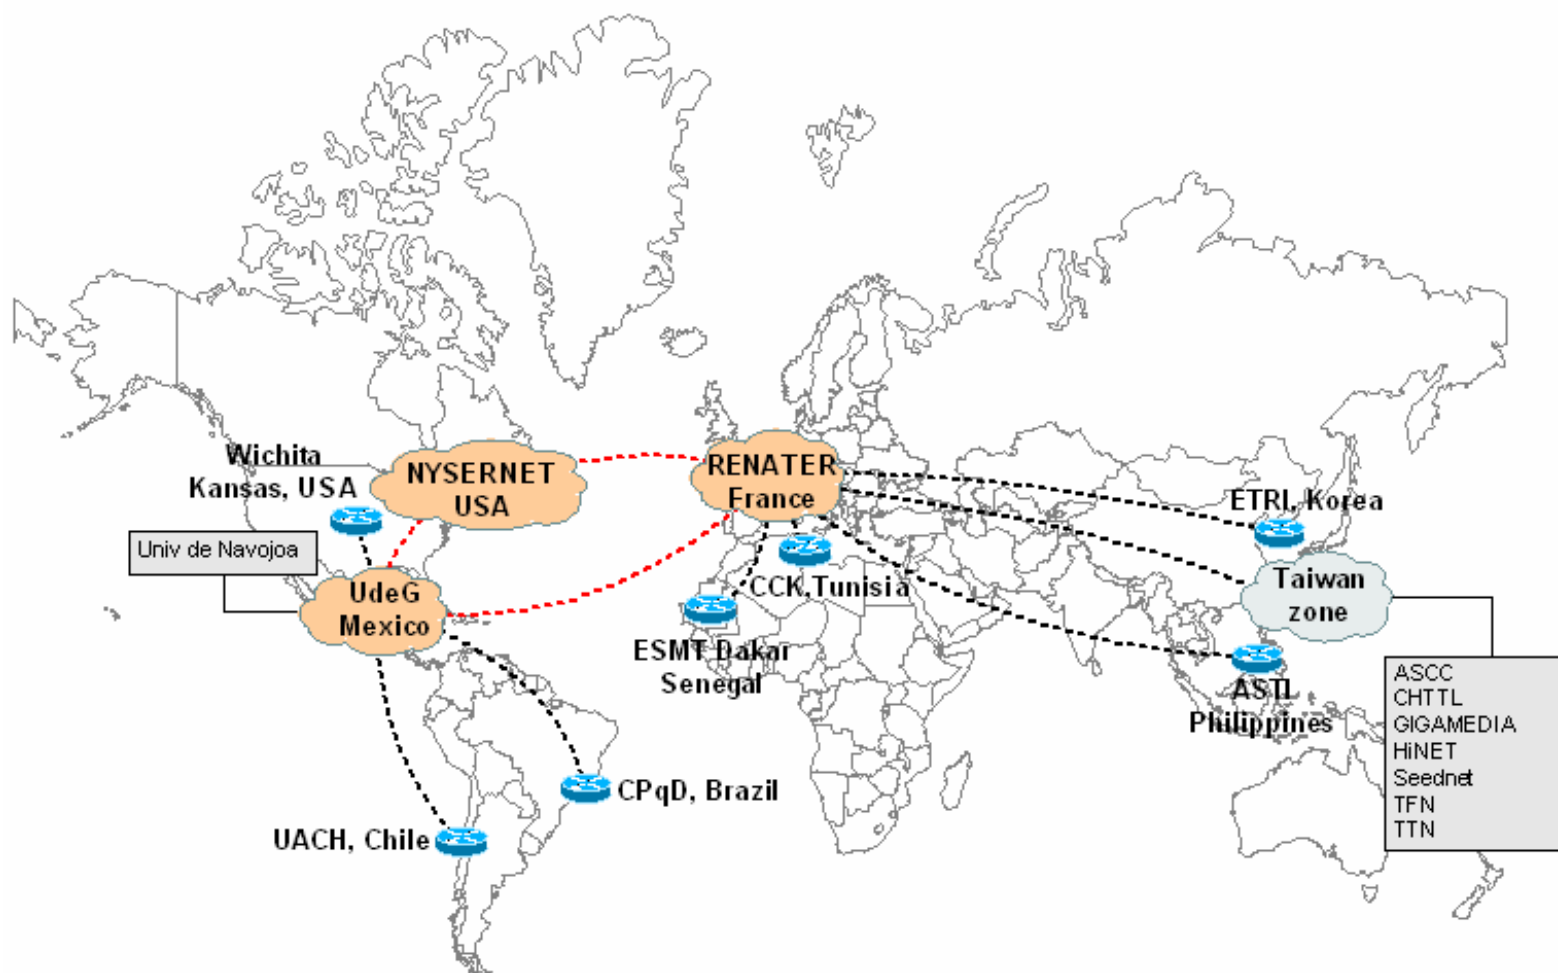 Wichita
Kansas, USA
NYSERNET
USA
RENATER
France
ETRI, Korea
Univ de Navojoa
UdeG
Mexico
CCK,Tunisia
Taiwan
zone
ESMT Dakar
Senegal
ASTI
Philippines
ASCC
CHTTL
GIGAMEDIA
HiNET
Seednet
TFN
TTN
CPqD, Brazil
UACH, Chile